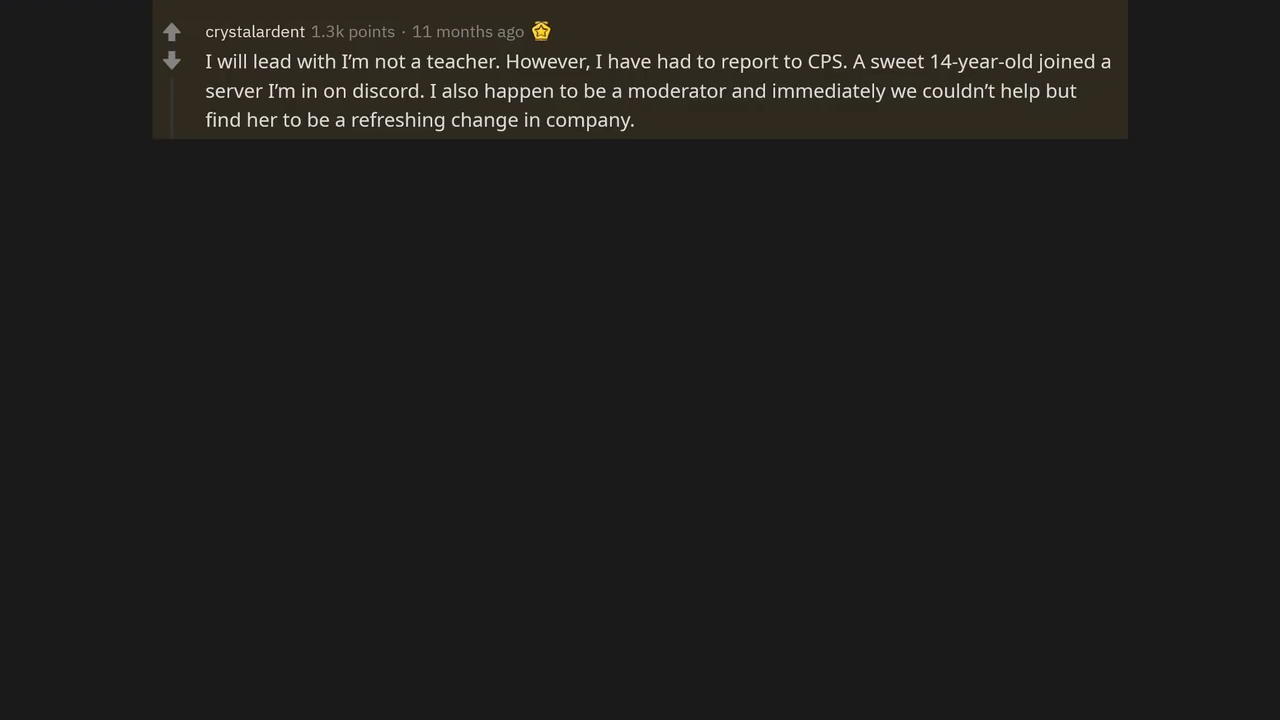 crystalardent 1.3k points · 11 months ago
I will lead with I’m not a teacher. However, I have had to report to CPS. A sweet 14-year-old joined a
server I’m in on discord. I also happen to be a moderator and immediately we couldn’t help but
find her to be a refreshing change in company.